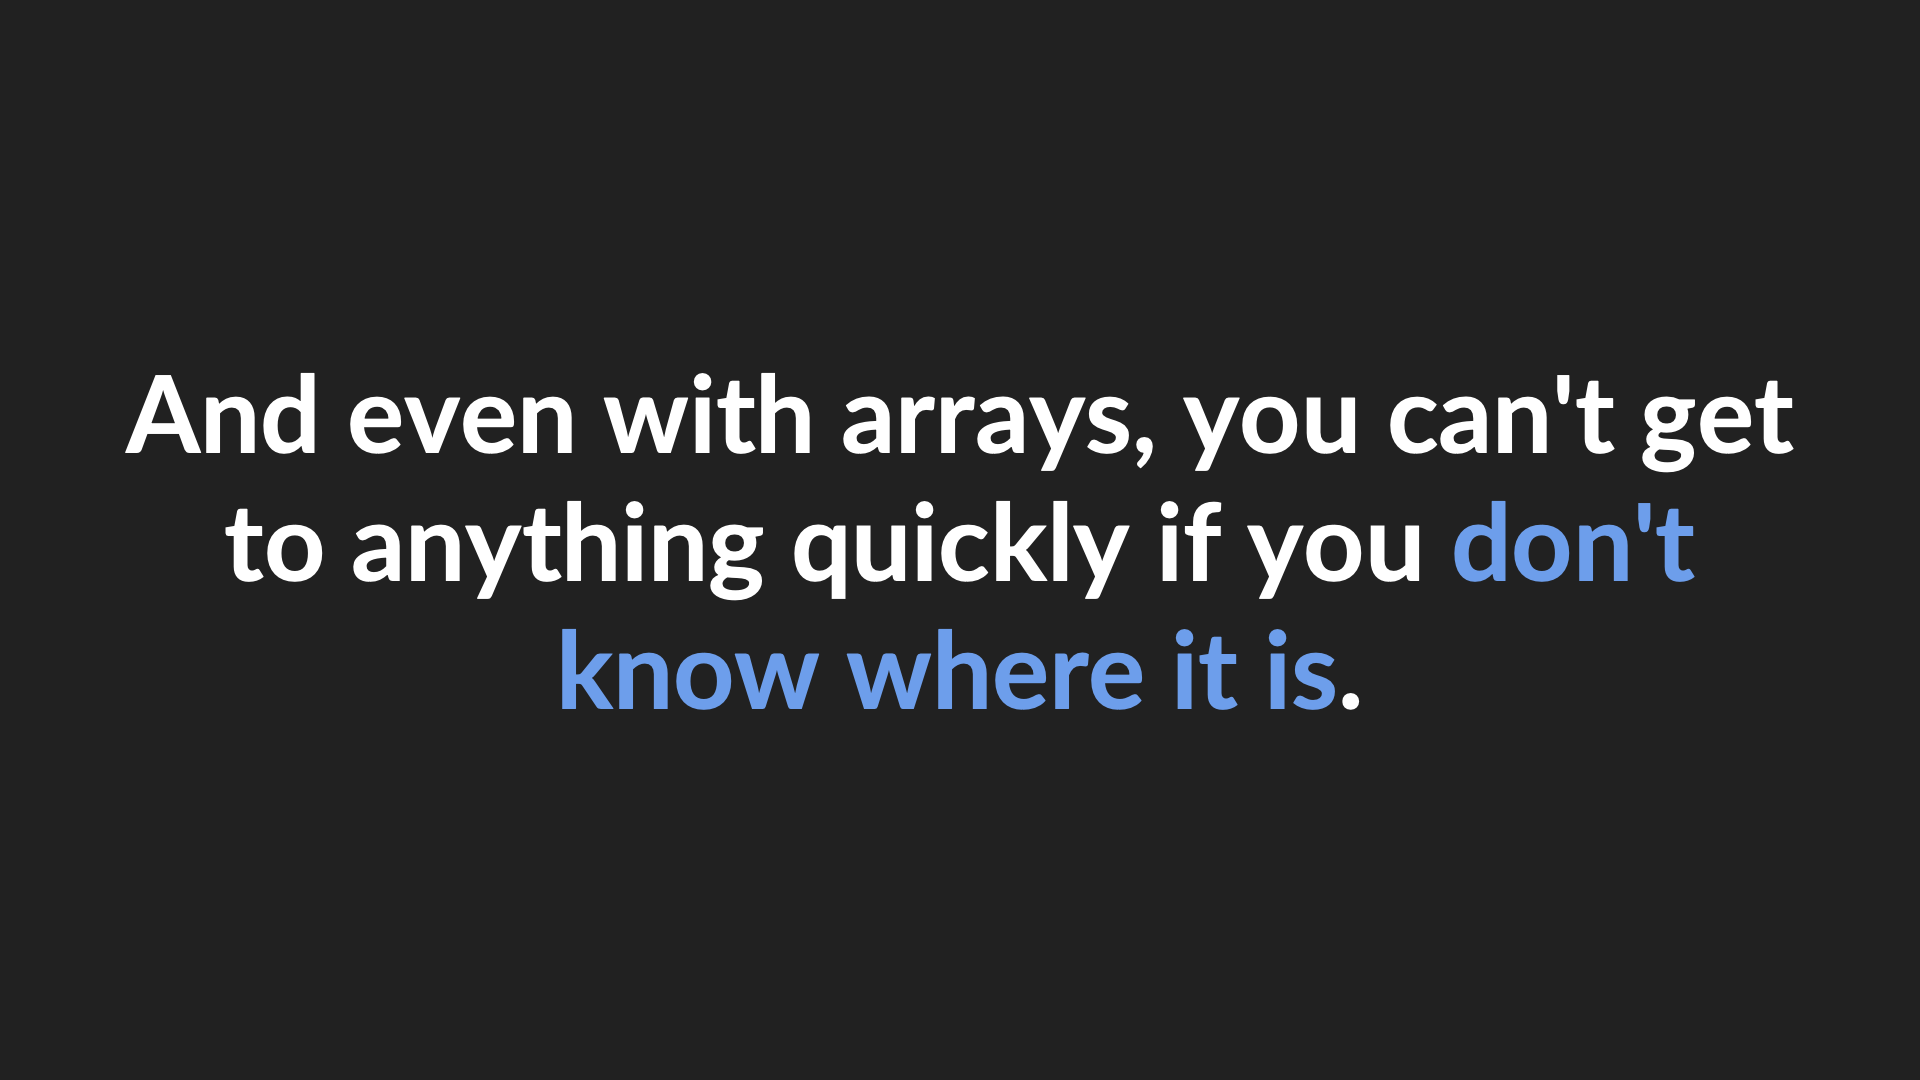 And even with arrays, you can't get
to anything quickly if you don't
know where it is.